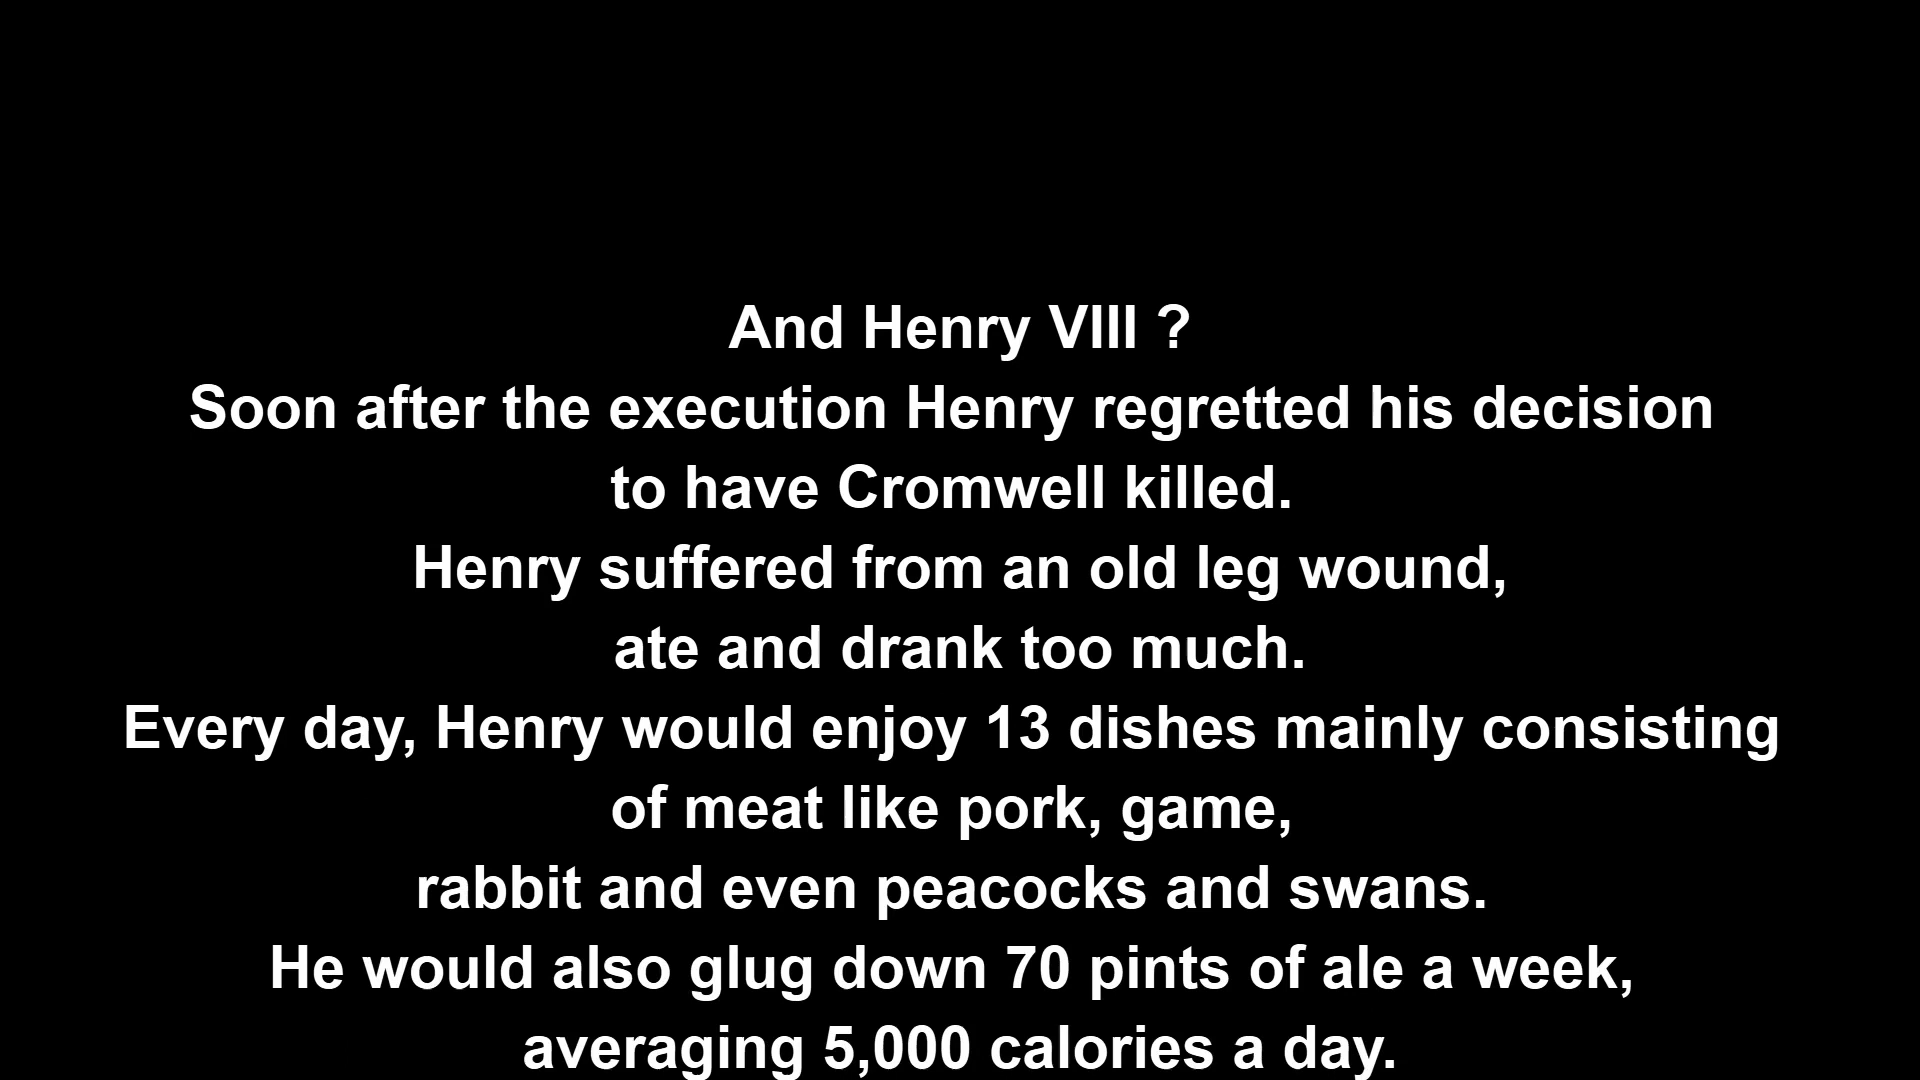 And Henry VIII ?
Soon after the execution Henry regretted his decision
to have Cromwell killed.
Henry suffered from an old leg wound,
ate and drank too much.
Every day, Henry would enjoy 13 dishes mainly consisting
of meat like pork, game,
rabbit and even peacocks and swans.
He would also glug down 70 pints of ale a week,
averaging 5,000 calories a day.